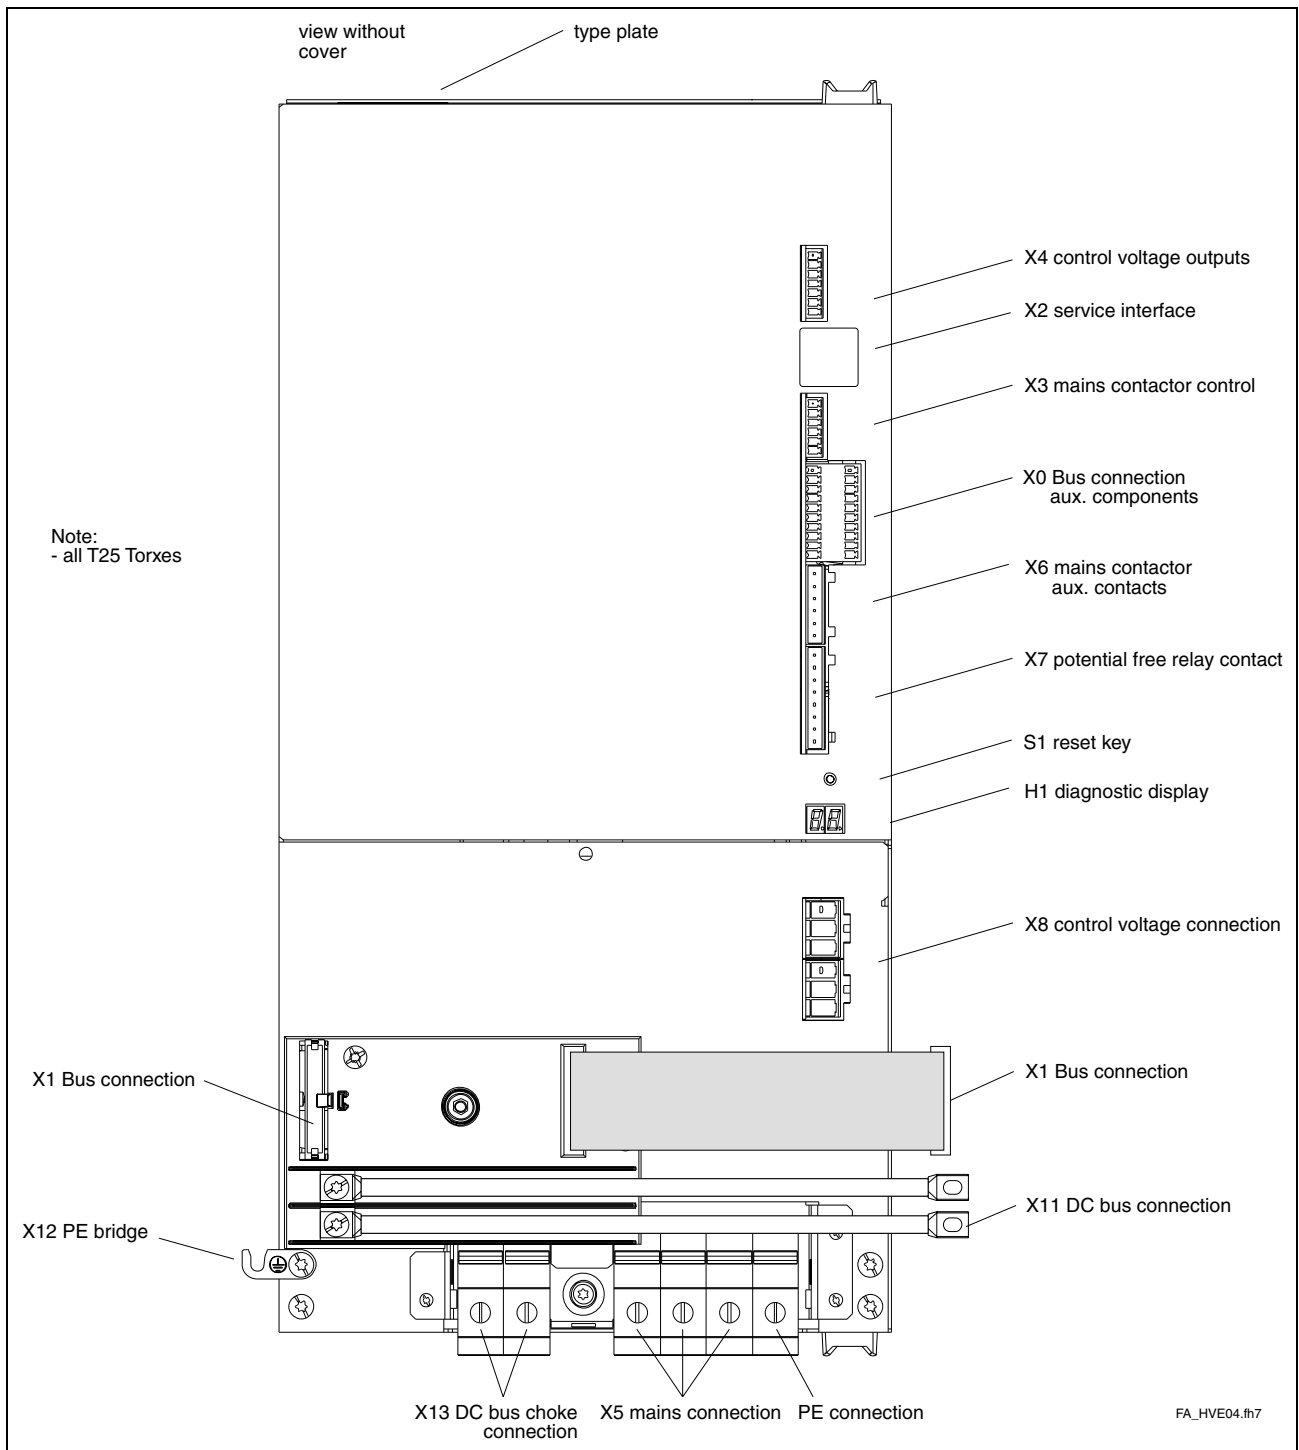 view without
cover
type plate
X4 control voltage outputs
X2 service interface
X3 mains contactor control
X0 Bus connection
aux. components
Note:
- all T25 Torxes
X6 mains contactor
aux. contacts
X7 potential free relay contact
S1 reset key
H1 diagnostic display
X8 control voltage connection
X1 Bus connection
X1 Bus connection
X11 DC bus connection
X12 PE bridge
X13 DC bus choke
connection
X5 mains connection
PE connection
FA_HVE04.fh7